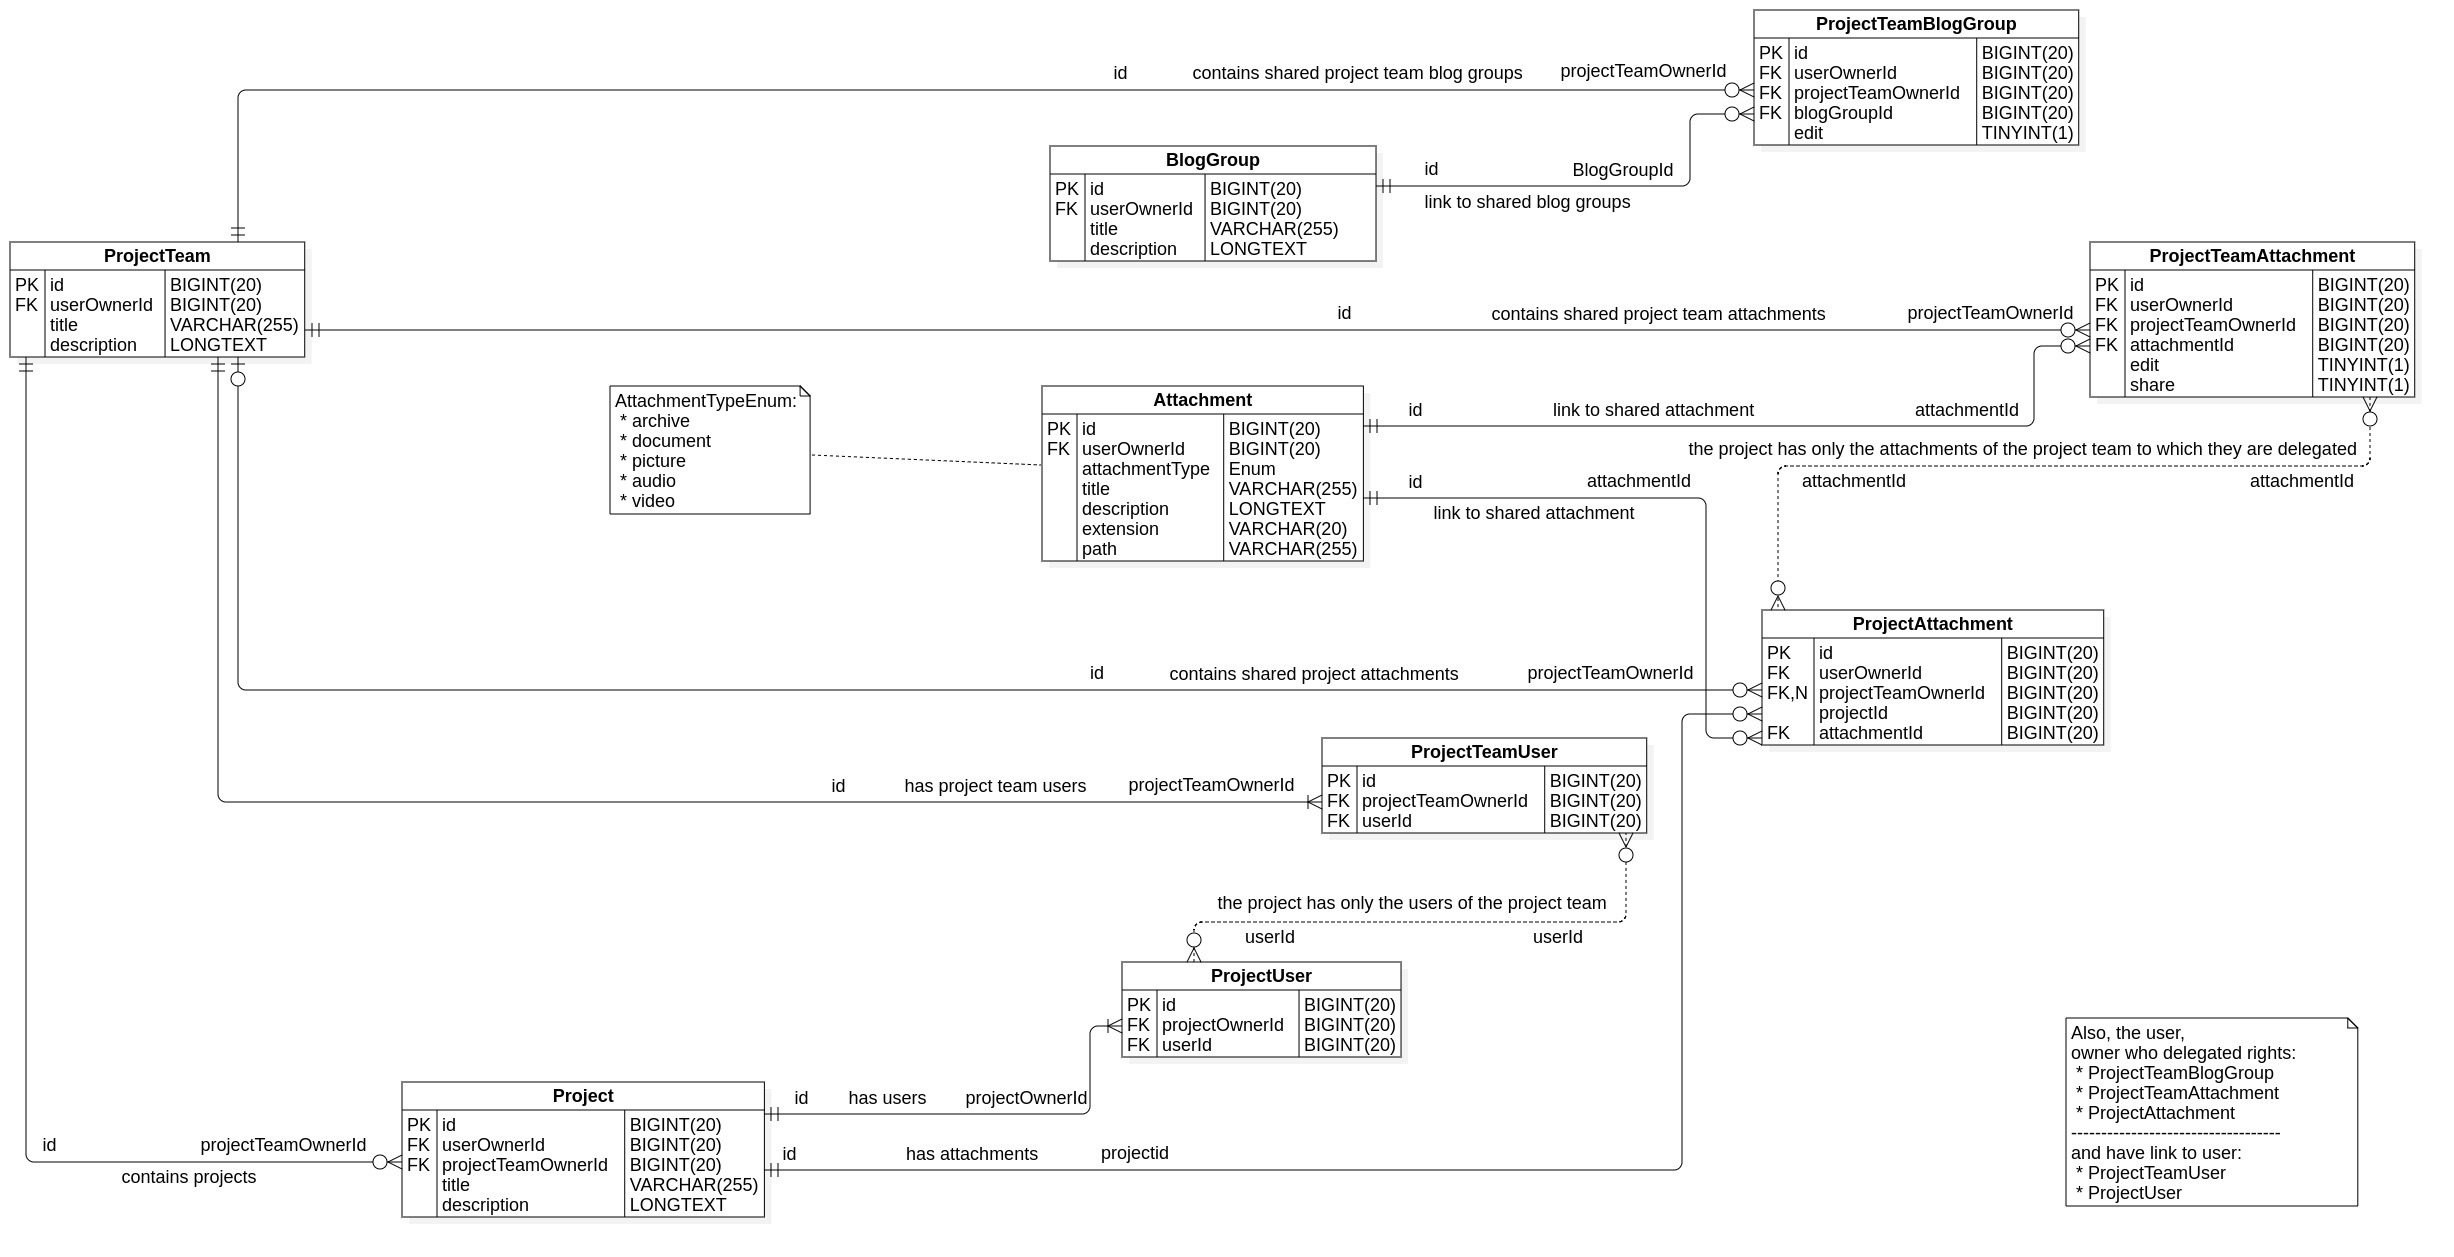 ProjectTeamBlogGroup
PK id BIGINT(20)
FK userOwnerId BIGINT(20)
FK projectTeamOwnerId BIGINT(20)
FK blogGroupId BIGINT(20)
edit TINYINT(1)
id contains shared project team blog groups projectTeamOwnerId
BlogGroup
PK id BIGINT(20)
FK userOwnerId BIGINT(20)
title VARCHAR(255)
description LONGTEXT
id BlogGroupId
link to shared blog groups
ProjectTeam
PK id BIGINT(20)
FK userOwnerId BIGINT(20)
title VARCHAR(255)
description LONGTEXT
id contains shared project team attachments projectTeamOwnerId
ProjectTeamAttachment
PK id BIGINT(20)
FK userOwnerId BIGINT(20)
FK projectTeamOwnerId BIGINT(20)
FK attachmentId BIGINT(20)
edit TINYINT(1)
share TINYINT(1)
AttachmentTypeEnum:
* archive
* document
* picture
* audio
* video
Attachment
PK id BIGINT(20)
FK userOwnerId BIGINT(20)
attachmentType Enum
title VARCHAR(255)
description LONGTEXT
extension VARCHAR(20)
path VARCHAR(255)
id link to shared attachment attachmentId
the project has only the attachments of the project team to which they are delegated
attachmentId attachmentId
id attachmentId
link to shared attachment
ProjectAttachment
PK id BIGINT(20)
FK userOwnerId BIGINT(20)
FK,N projectTeamOwnerId BIGINT(20)
projectId BIGINT(20)
FK attachmentId BIGINT(20)
id contains shared project attachments projectTeamOwnerId
ProjectTeamUser
PK id BIGINT(20)
FK projectTeamOwnerId BIGINT(20)
FK userId BIGINT(20)
id has project team users projectTeamOwnerId
the project has only the users of the project team
userId userId
ProjectUser
PK id BIGINT(20)
FK projectOwnerId BIGINT(20)
FK userId BIGINT(20)
id has users projectOwnerId
Project
PK id BIGINT(20)
FK userOwnerId BIGINT(20)
FK projectTeamOwnerId BIGINT(20)
title VARCHAR(255)
description LONGTEXT
id projectTeamOwnerId
contains projects
id has attachments projectid
Also, the user,
owner who delegated rights:
* ProjectTeamBlogGroup
* ProjectTeamAttachment
* ProjectAttachment
-----------------------------------
and have link to user:
* ProjectTeamUser
* ProjectUser